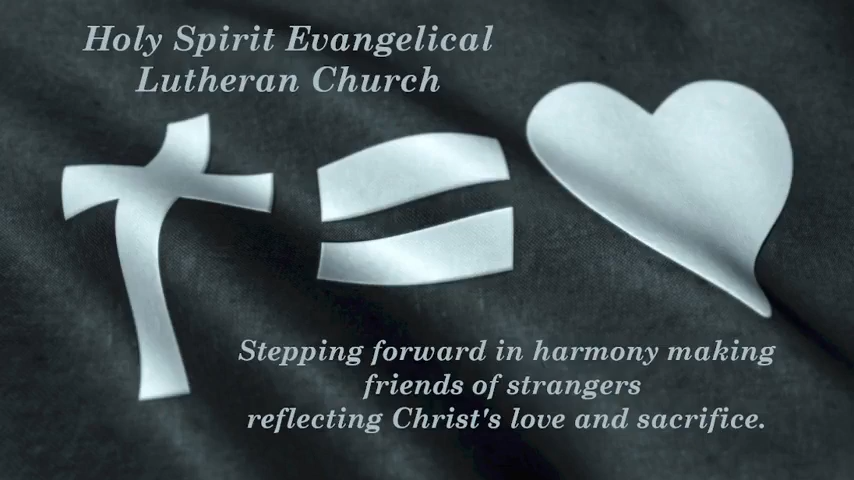 Holy Spirit Evangelical
Lutheran Church
Stepping forward in harmony making
friends of strangers
reflecting Christ's love and sacrifice.